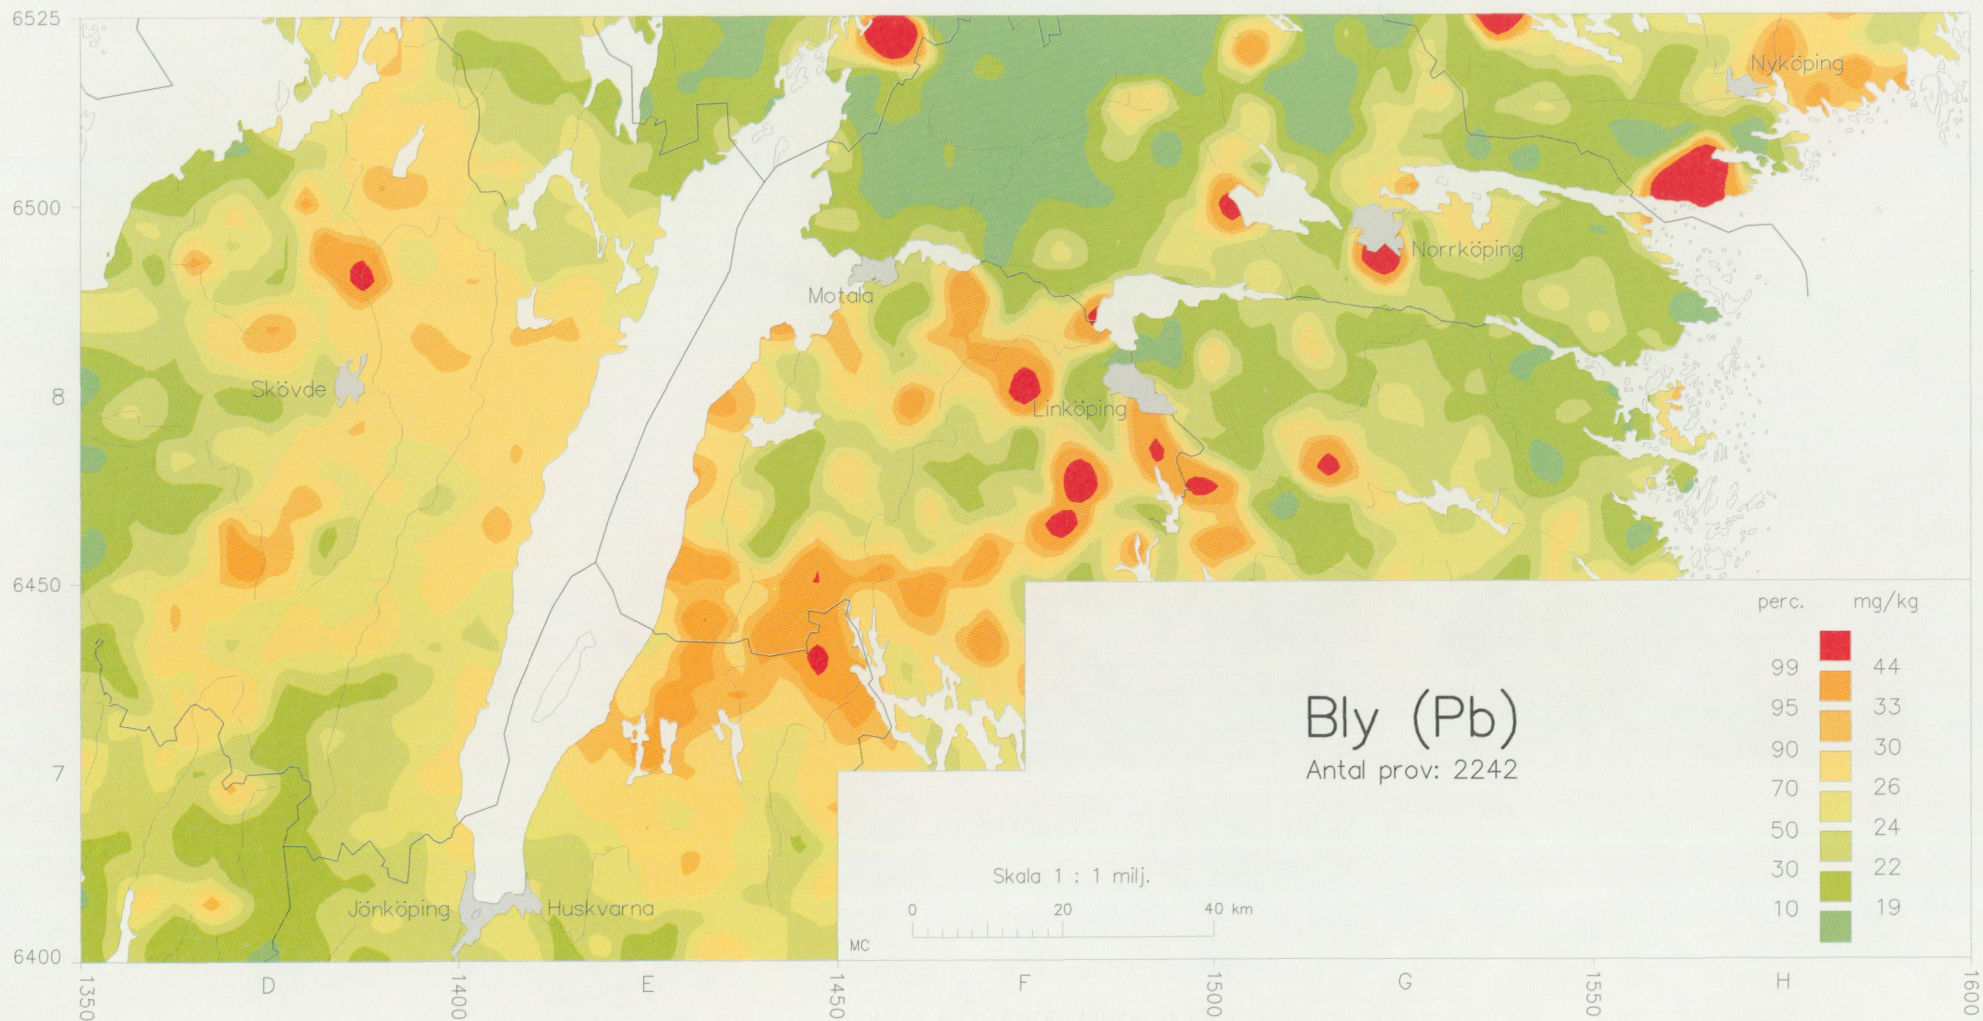 6525
Nyköping
6500
Norrköping
Motala
Skövde
8
Linköping
6450
perc. mg/kg
99 44
95 33
90 30
70 26
50 24
30 22
10 19
Bly (Pb)
Antal prov: 2242
7
Skala 1 : 1 milj.
0 20 40 km
MC
Jönköping
Huskvarna
6400
1350 D 1400 E 1450 F 1500 G 1550 H 1600